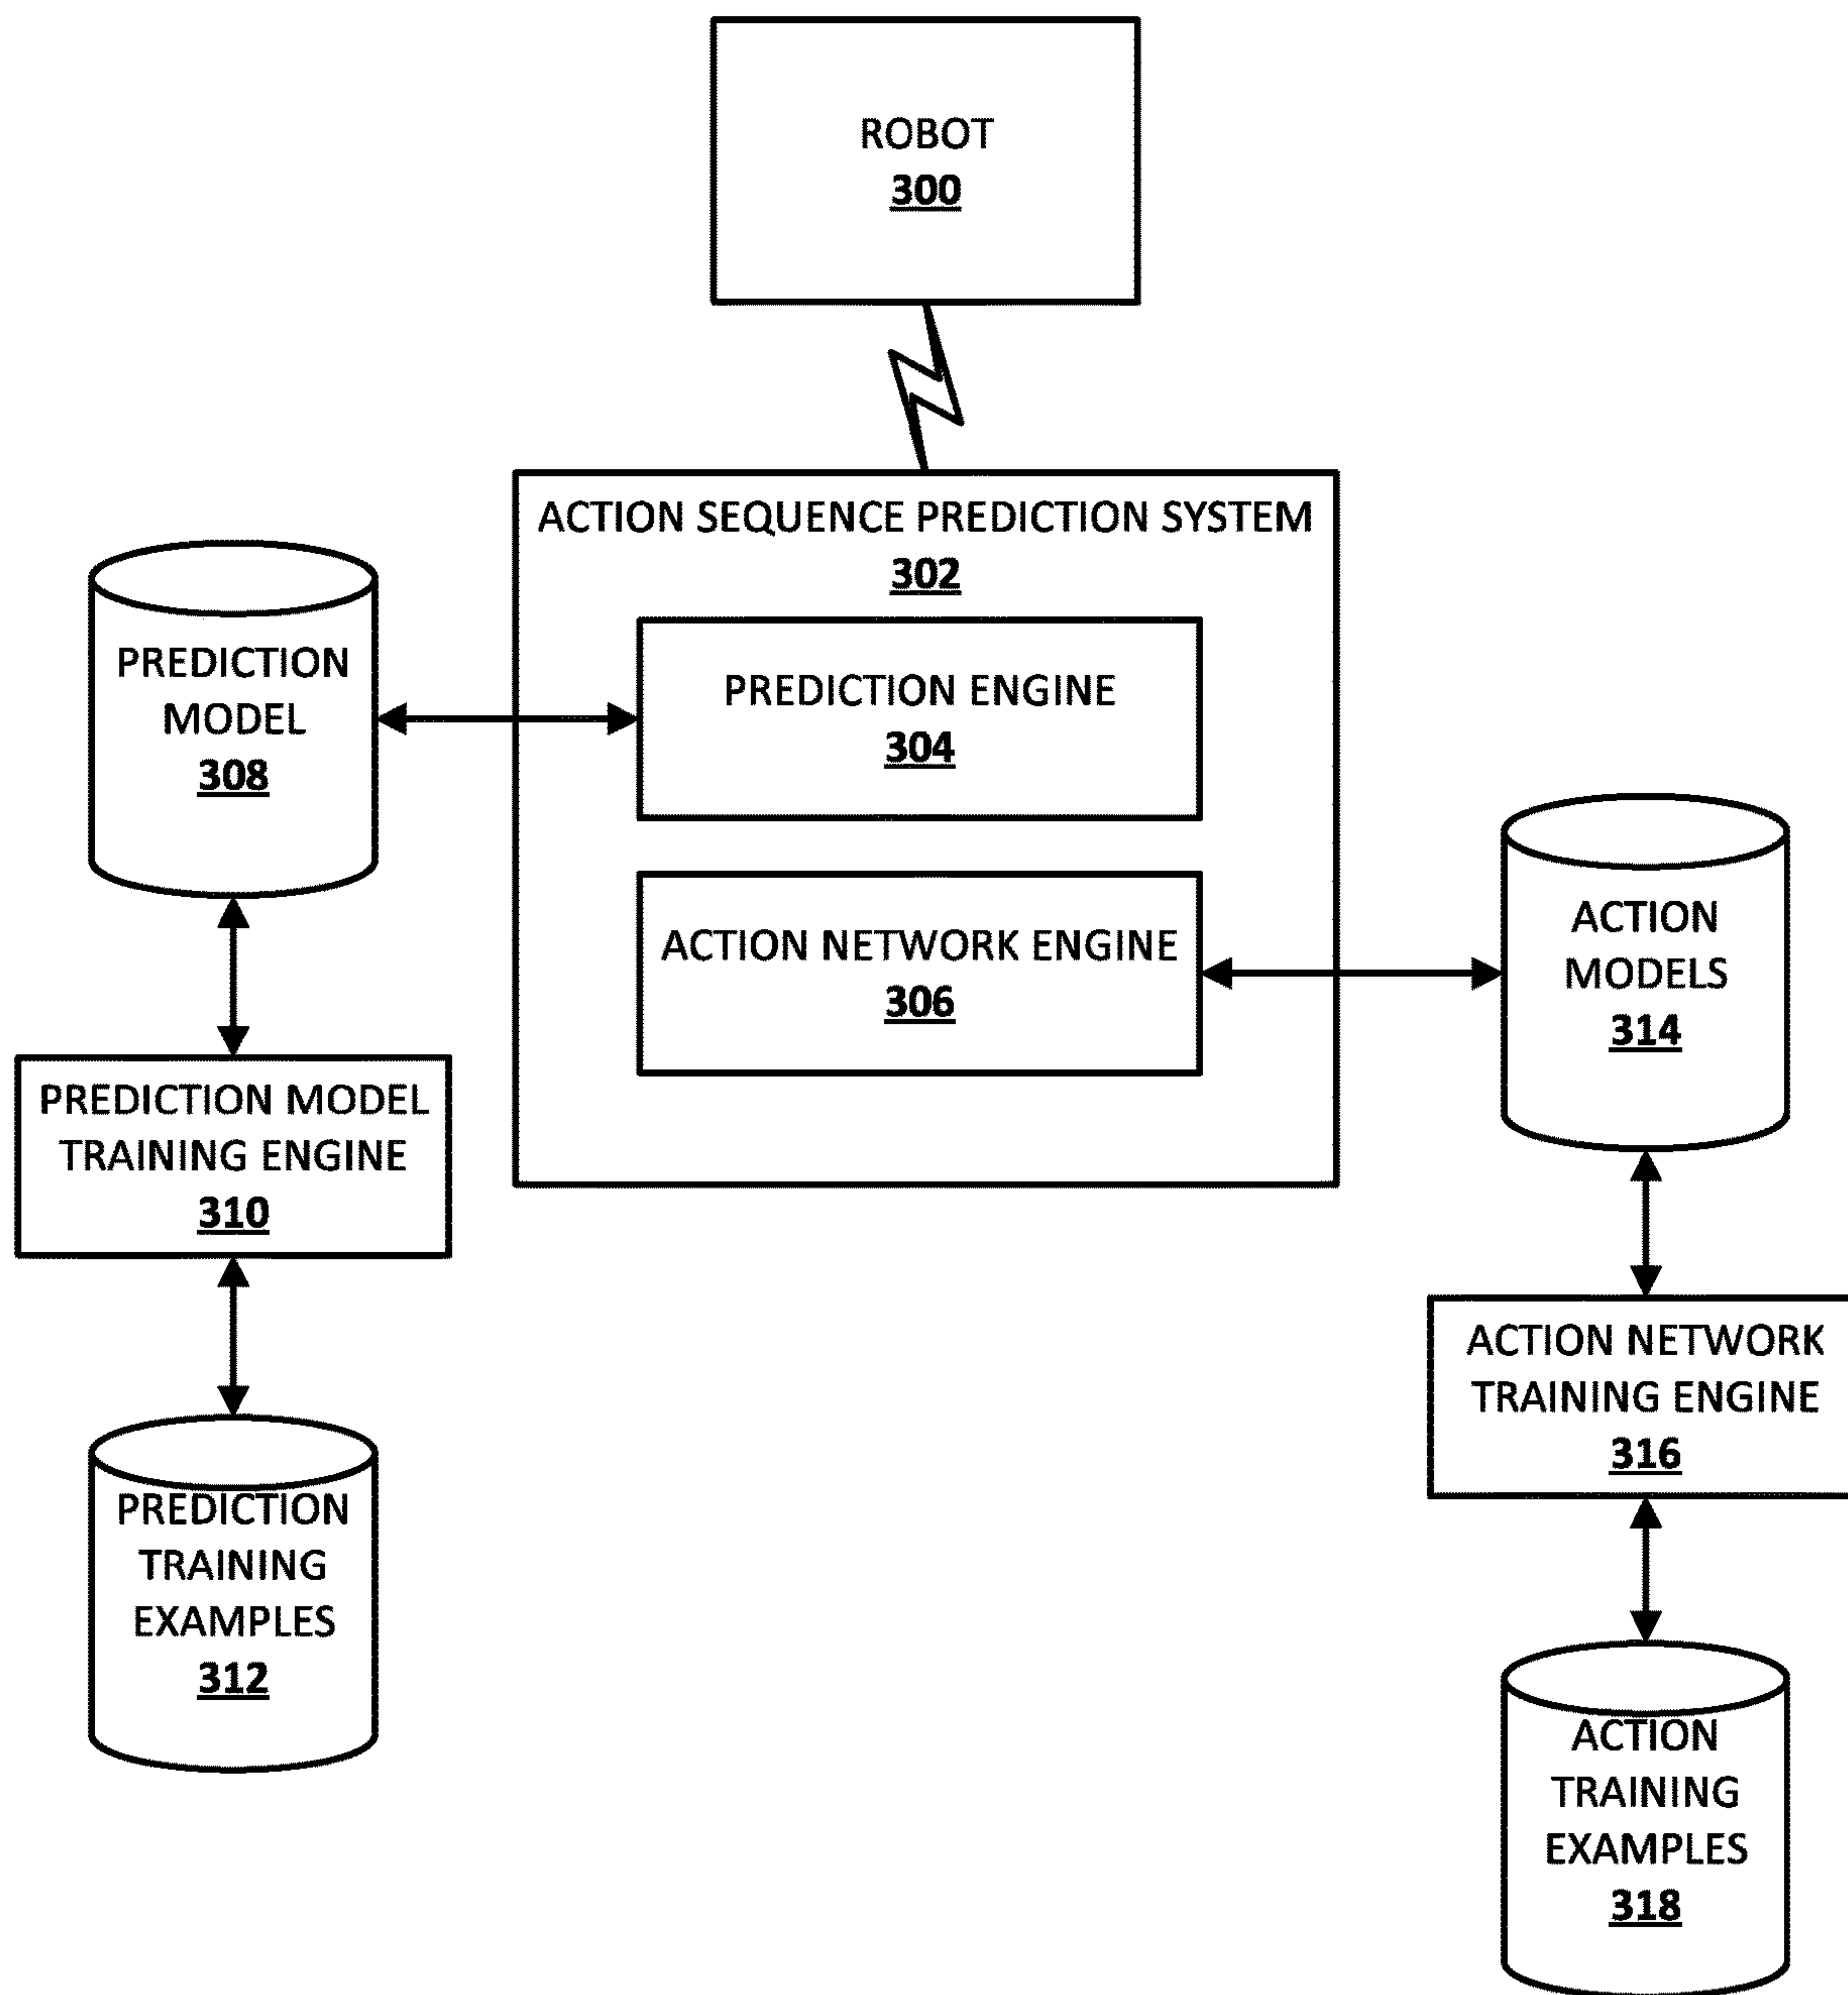 ROBOT
300
ACTION SEQUENCE PREDICTION SYSTEM
302
PREDICTION ENGINE
304
ACTION NETWORK ENGINE
306
PREDICTION
MODEL
308
PREDICTION MODEL
TRAINING ENGINE
310
PREDICTION
TRAINING
EXAMPLES
312
ACTION
MODELS
314
ACTION NETWORK
TRAINING ENGINE
316
ACTION
TRAINING
EXAMPLES
318